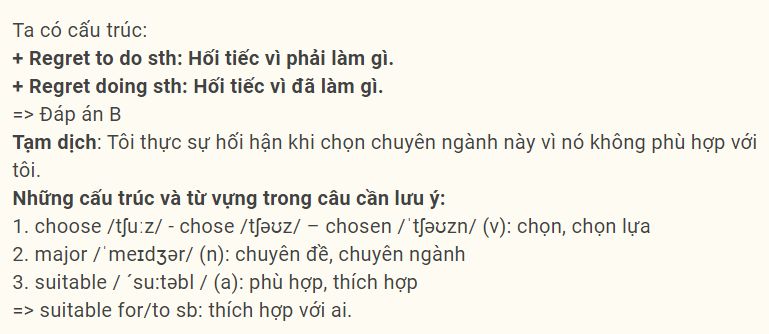 Ta có cấu trúc:
+ Regret to do sth: Hối tiếc vì phải làm gì.
+ Regret doing sth: Hối tiếc vì đã làm gì.
=> Đáp án B
Tạm dịch: Tôi thực sự hối hận khi chọn chuyên ngành này vì nó không phù hợp với
tôi.
Những cấu trúc và từ vựng trong câu cần lưu ý:
1. choose /tʃuːz/ - chose /tʃəʊz/ – chosen /ˈtʃəʊzn/ (v): chọn, chọn lựa
2. major /ˈmeɪdʒər/ (n): chuyên đề, chuyên ngành
3. suitable / ´su:təbl / (a): phù hợp, thích hợp
=> suitable for/to sb: thích hợp với ai.